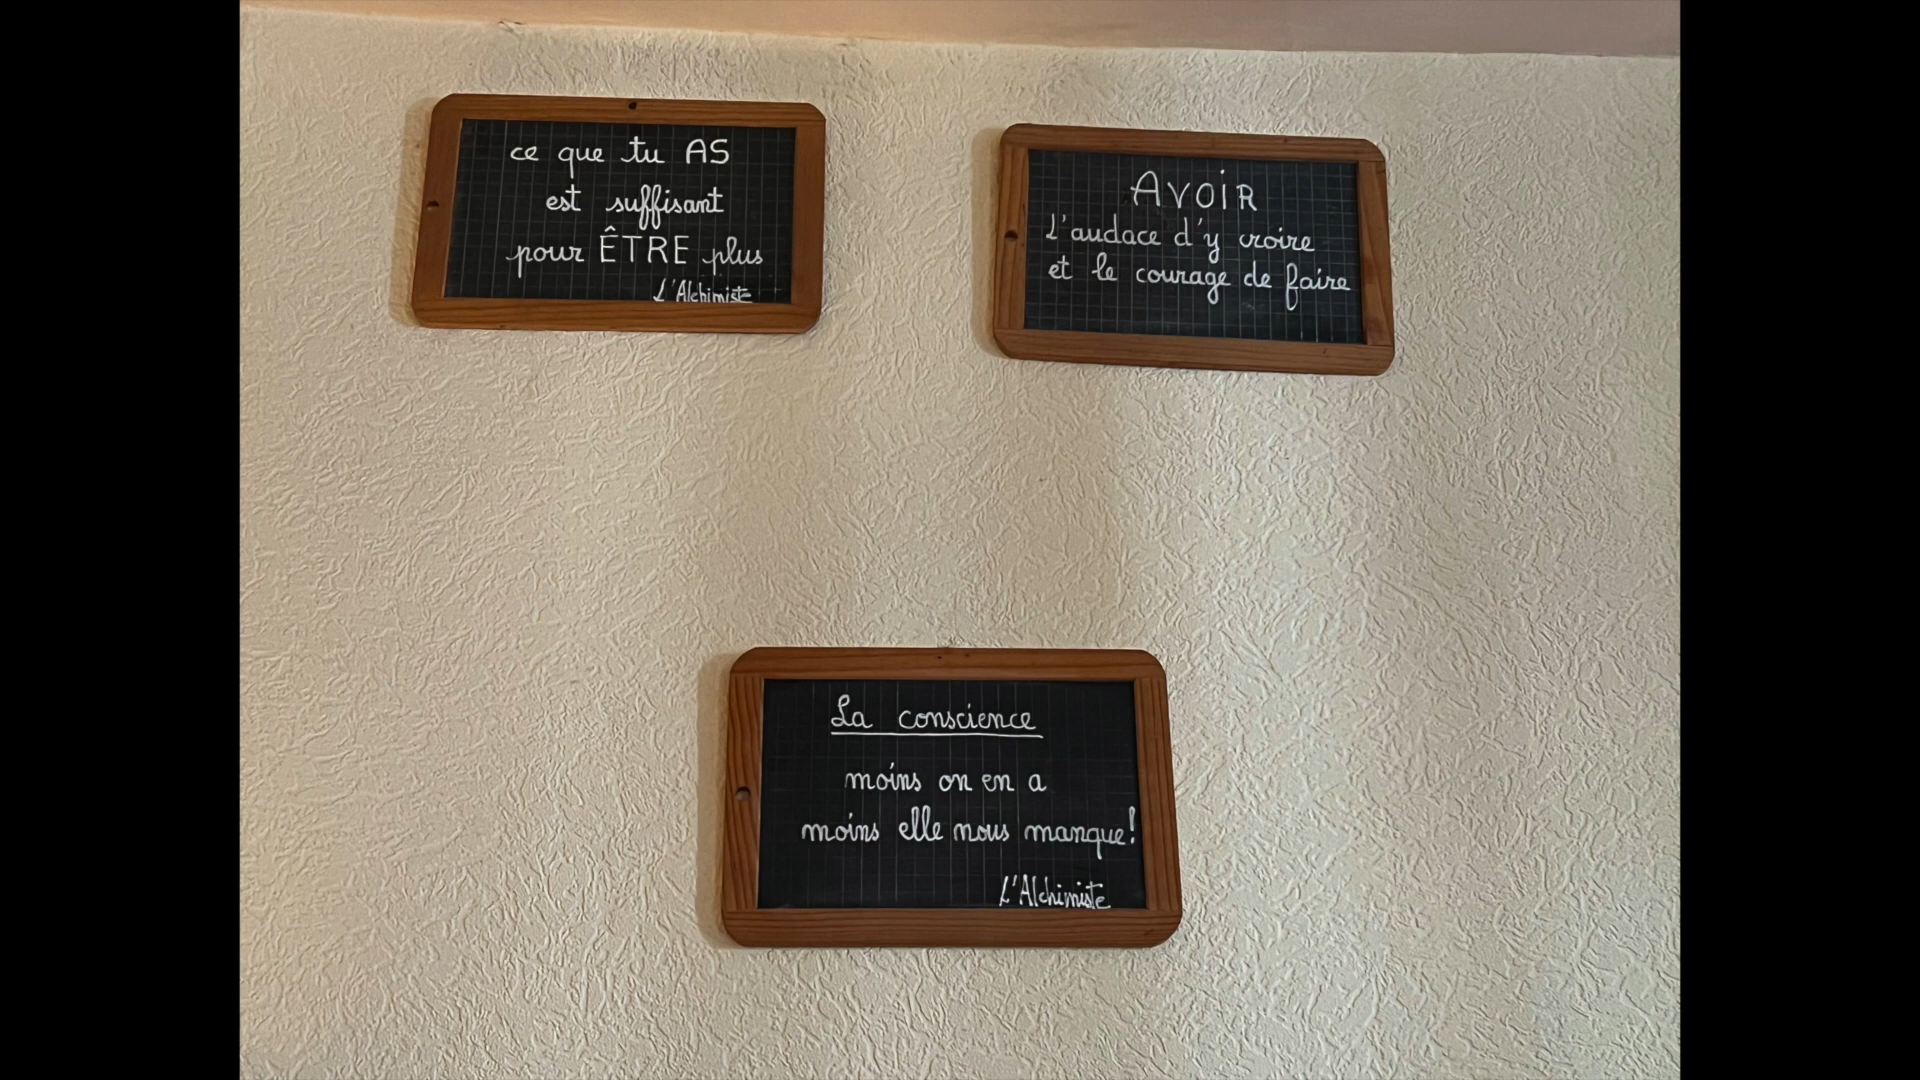 ce que tu AS
est suffisant
pour ÊTRE plus
L'Alchimiste
AVOIR
L'audace d'y croire
et le courage de faire
La conscience
moins on en a
moins elle nous manque!
L'Alchimiste